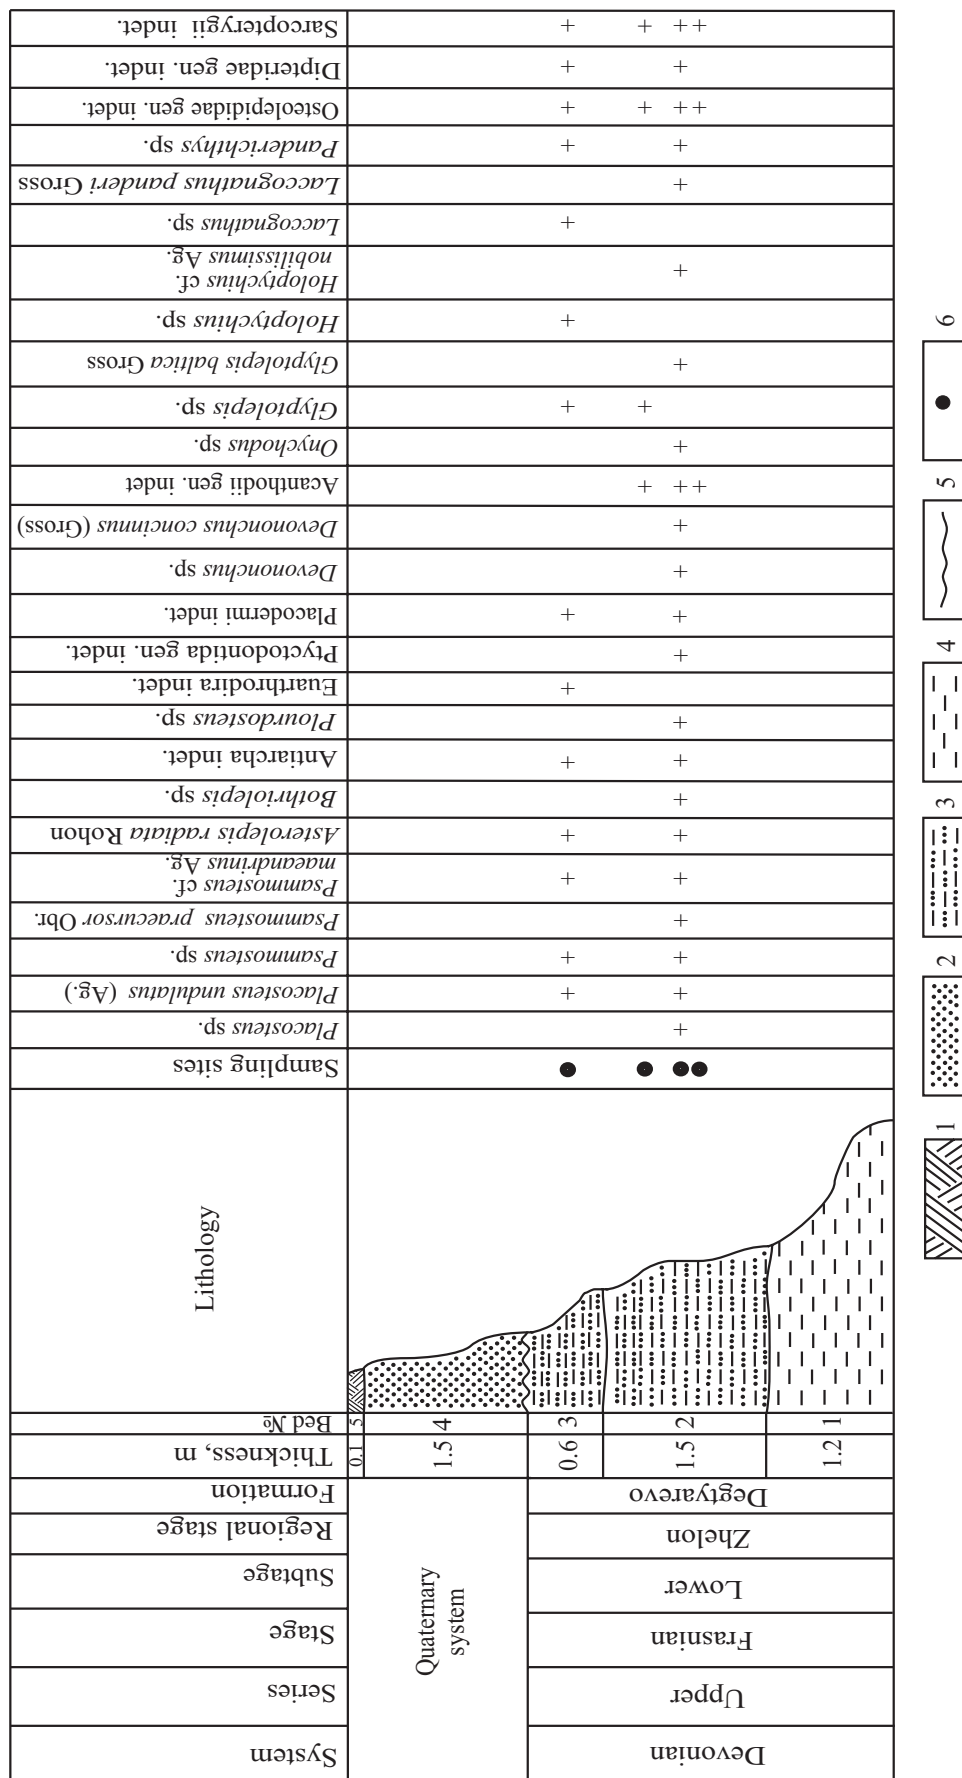 System
Series
Stage
Subtage
Regional stage
Formation
Thickness, m
Bed №
Lithology
Sampling sites
Placosteus sp.
Placosteus undulatus (Ag.)
Psammosteus sp.
Psammosteus praecursor Obr.
Psammosteus cf.
maeandrinus Ag.
Asterolepis radiata Rohon
Bothriolepis sp.
Antiarcha indet.
Plourdosteus sp.
Euarthrodira indet.
Ptyctodontida gen. indet.
Placodermi indet.
Devononchus sp.
Devononchus concinnus (Gross)
Acanthodii gen. indet
Onychodus sp.
Glyptolepis sp.
Glyptolepis baltica Gross
Holoptychius sp.
Holoptychius cf.
nobilissimus Ag.
Laccognathus sp.
Laccognathus panderi Gross
Panderichthys sp.
Osteolepididae gen. indet.
Dipteridae gen. indet.
Sarcopterygii indet.
Quaternary
system
0.1 5
1.5 4
Devonian
Upper
Frasnian
Lower
Zhelon
Degtyarevo
0.6 3
+ + + + + + + + + + + + + + +
1.5 2
+ + + +
+ + + + + + + + + + + + + ++ + + + + + ++ + ++
1.2 1
1
2
3
4
5
6